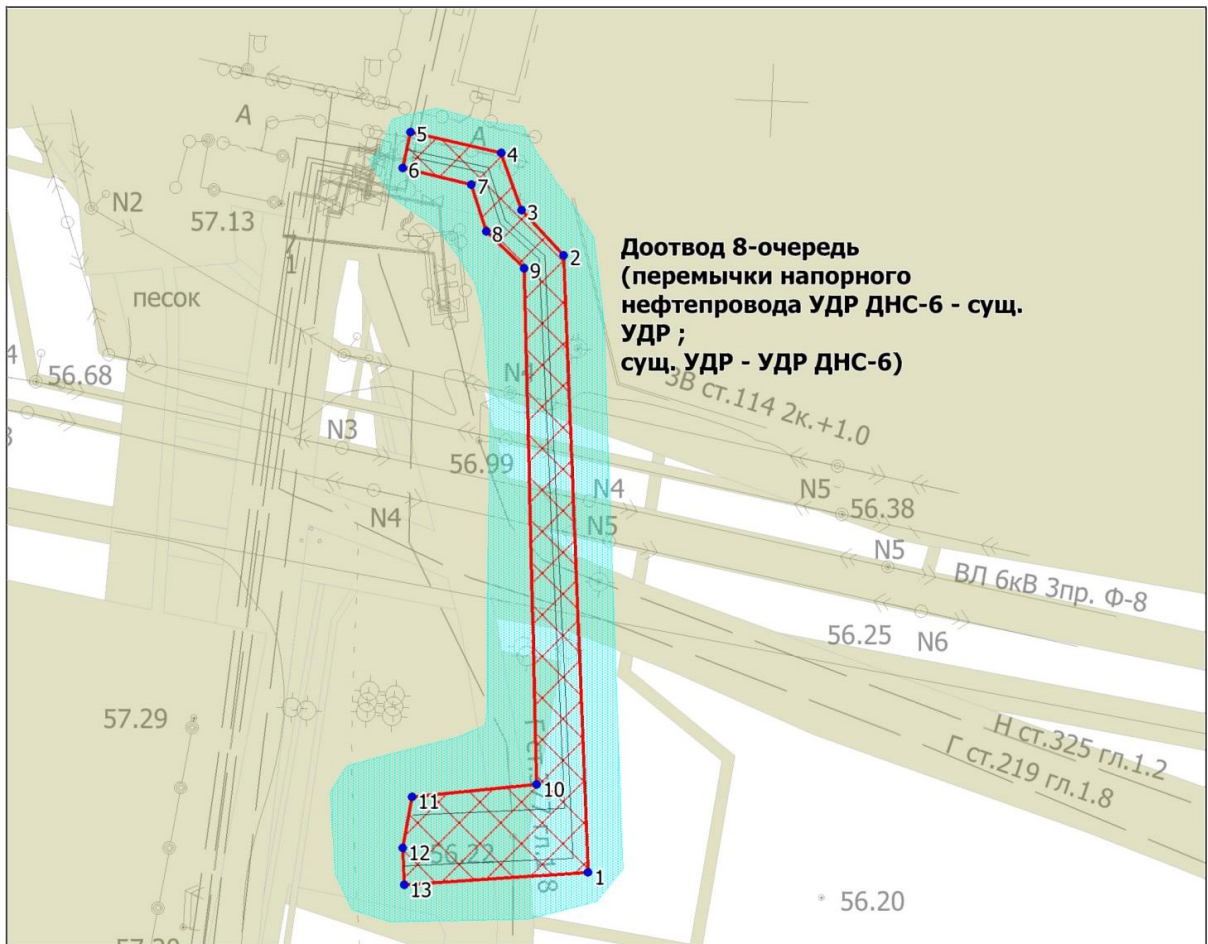 А
5
А
4
6
7
N2
3
57.13
8
2
9
1
Доотвод 8-очередь
(перемычки напорного
нефтепровода УДР ДНС-6 - сущ.
УДР ;
сущ. УДР - УДР ДНС-6)
песок
4
56.68
N4
ЗВ ст.114 2к.+1.0
N3
56.99
N4
N5
56.38
N4
N5
N5
ВЛ 6кВ 3пр. Ф-8
56.25
N6
57.29
Н ст.325 гл.1.2
Г ст.219 гл.1.8
10
11
12
56.22
13
1
56.20